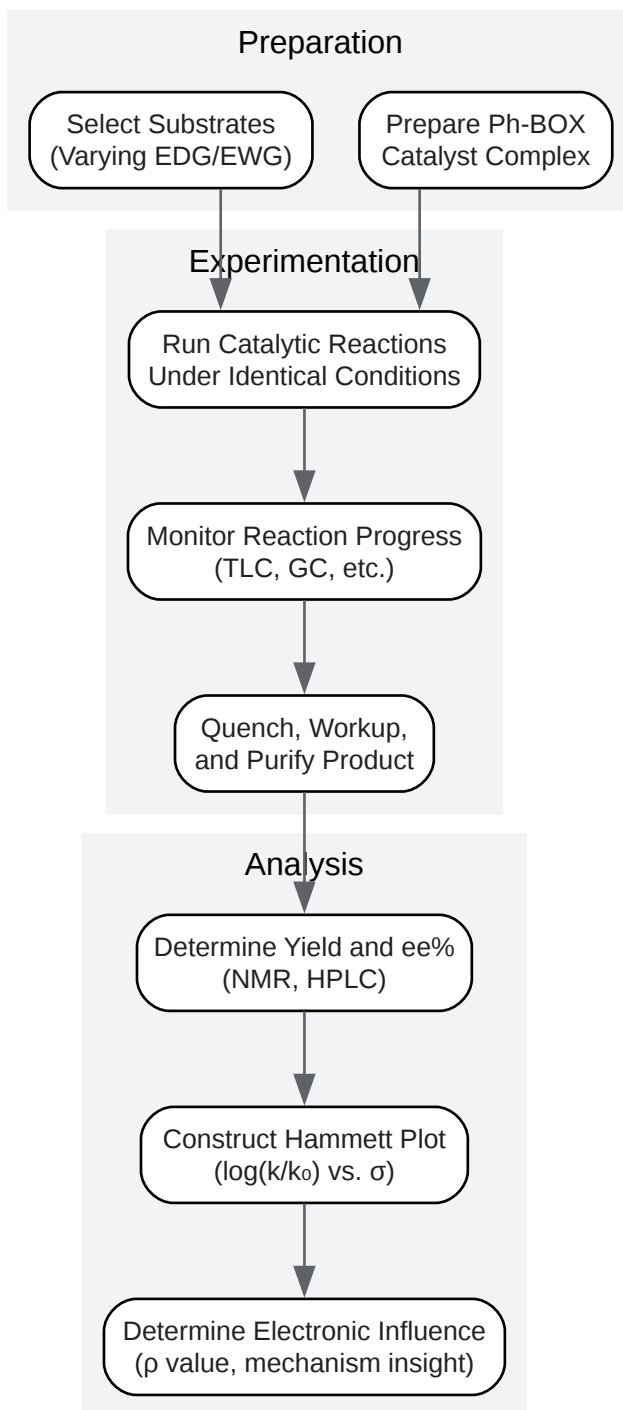 Preparation
Select Substrates
(Varying EDG/EWG)
Prepare Ph-BOX
Catalyst Complex
Experimentation
Run Catalytic Reactions
Under Identical Conditions
Monitor Reaction Progress
(TLC, GC, etc.)
Quench, Workup,
and Purify Product
Analysis
Determine Yield and ee%
(NMR, HPLC)
Construct Hammett Plot
(log(k/k₀) vs. σ)
Determine Electronic Influence
(ρ value, mechanism insight)